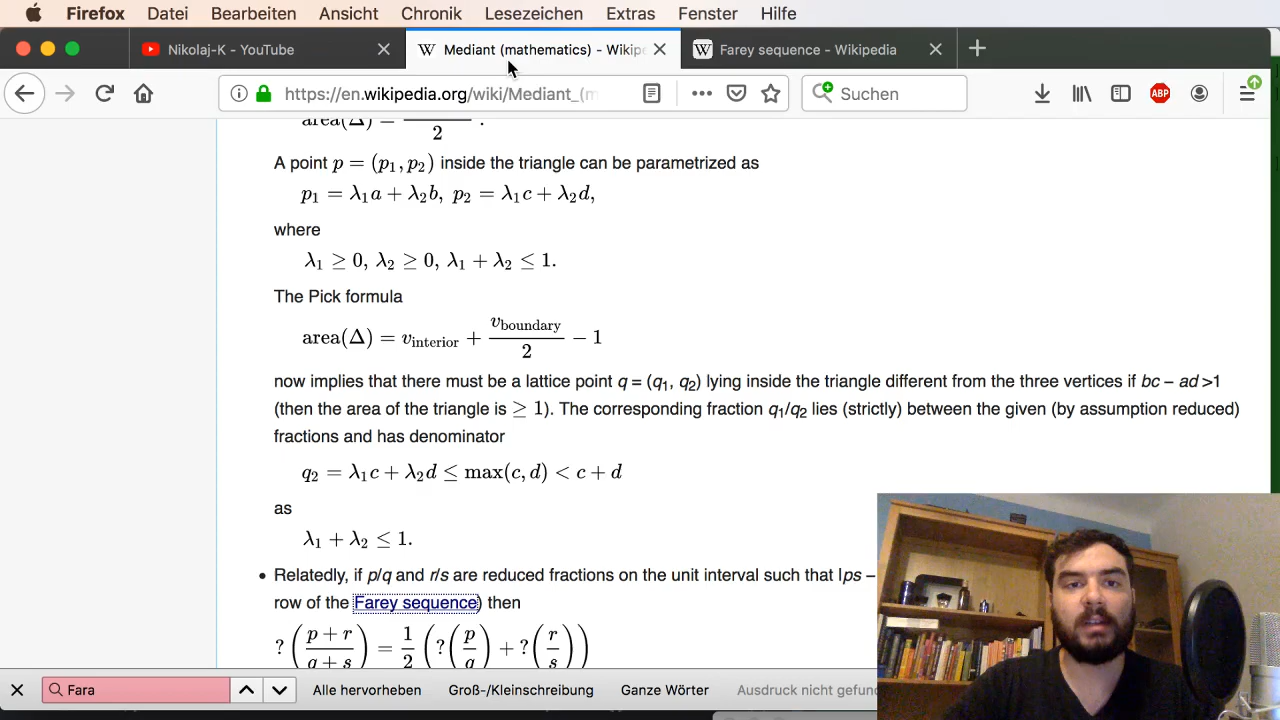 Firefox Datei Bearbeiten Ansicht Chronik Lesezeichen Extras Fenster Hilfe
Nikolaj-K - YouTube Mediant (mathematics) - Wikipe Farey sequence - Wikipedia
https://en.wikipedia.org/wiki/Mediant_(m Suchen ABP
area(Δ) = 2 .
A point p = (p₁, p₂) inside the triangle can be parametrized as
p₁ = λ₁a + λ₂b, p₂ = λ₁c + λ₂d,
where
λ₁ ≥ 0, λ₂ ≥ 0, λ₁ + λ₂ ≤ 1.
The Pick formula
area(Δ) = v_interior + v_boundary/2 − 1
now implies that there must be a lattice point q = (q₁, q₂) lying inside the triangle different from the three vertices if bc − ad >1
(then the area of the triangle is ≥ 1). The corresponding fraction q₁/q₂ lies (strictly) between the given (by assumption reduced)
fractions and has denominator
q₂ = λ₁c + λ₂d ≤ max(c, d) < c + d
as
λ₁ + λ₂ ≤ 1.
• Relatedly, if p/q and r/s are reduced fractions on the unit interval such that |ps −
row of the Farey sequence) then
? ( (p + r)/(q + s) ) = 1/2 ( ? ( p/q ) + ? ( r/s ) )
Fara Alle hervorheben Groß-/Kleinschreibung Ganze Wörter Ausdruck nicht gefun